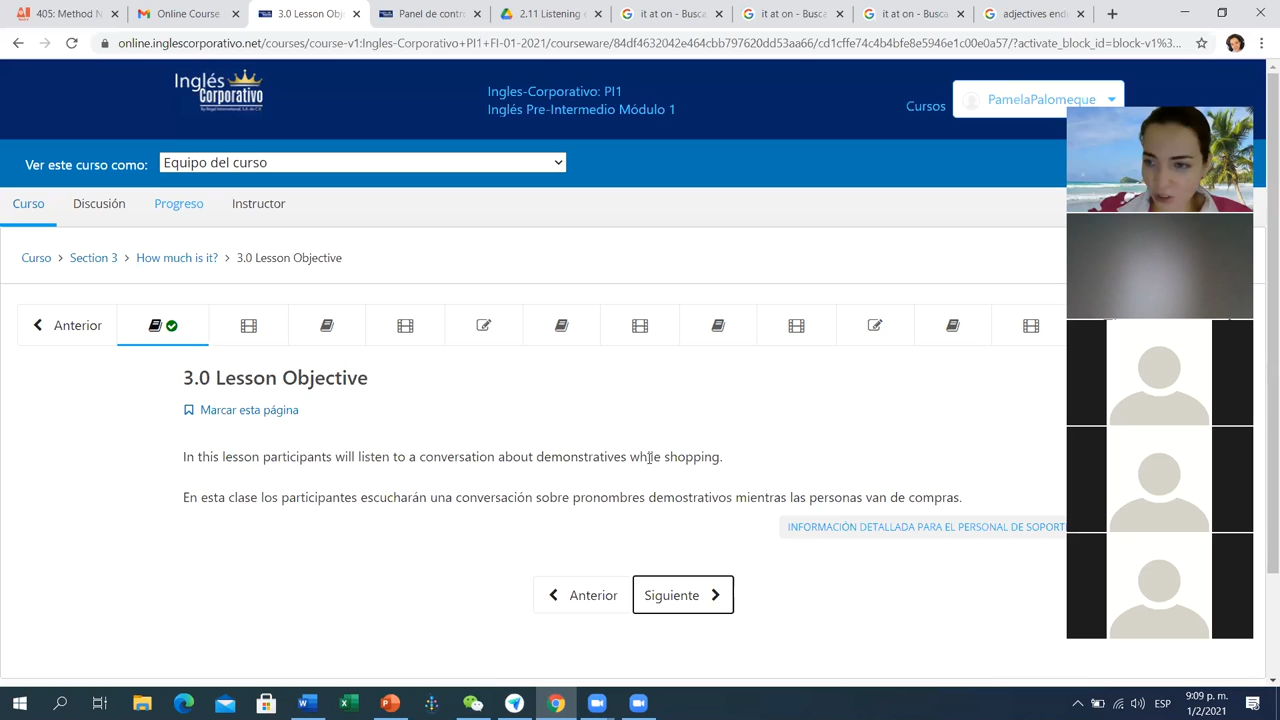 405: Method N
Online Course
3.0 Lesson Obj
Panel de contr
2.11 Listening e
it at on - Busca
it at on - Busca
it at on - Busca
adjectives endi
online.inglescorporativo.net/courses/course-v1:Ingles-Corporativo+PI1+FI-01-2021/courseware/84df4632042e464cbb797620dd53aa66/cd1cffe74c4b4bfe8e5946e1c00e0a57/?activate_block_id=block-v1%3...
Inglés
Corporativo
Ingles-Corporativo: PI1
Inglés Pre-Intermedio Módulo 1
Cursos
PamelaPalomeque
Ver este curso como:
Equipo del curso
Curso
Discusión
Progreso
Instructor
Curso > Section 3 > How much is it? > 3.0 Lesson Objective
Anterior
3.0 Lesson Objective
Marcar esta página
In this lesson participants will listen to a conversation about demonstratives while shopping.
En esta clase los participantes escucharán una conversación sobre pronombres demostrativos mientras las personas van de compras.
INFORMACIÓN DETALLADA PARA EL PERSONAL DE SOPORT
Anterior
Siguiente
ESP
9:09 p. m.
1/2/2021